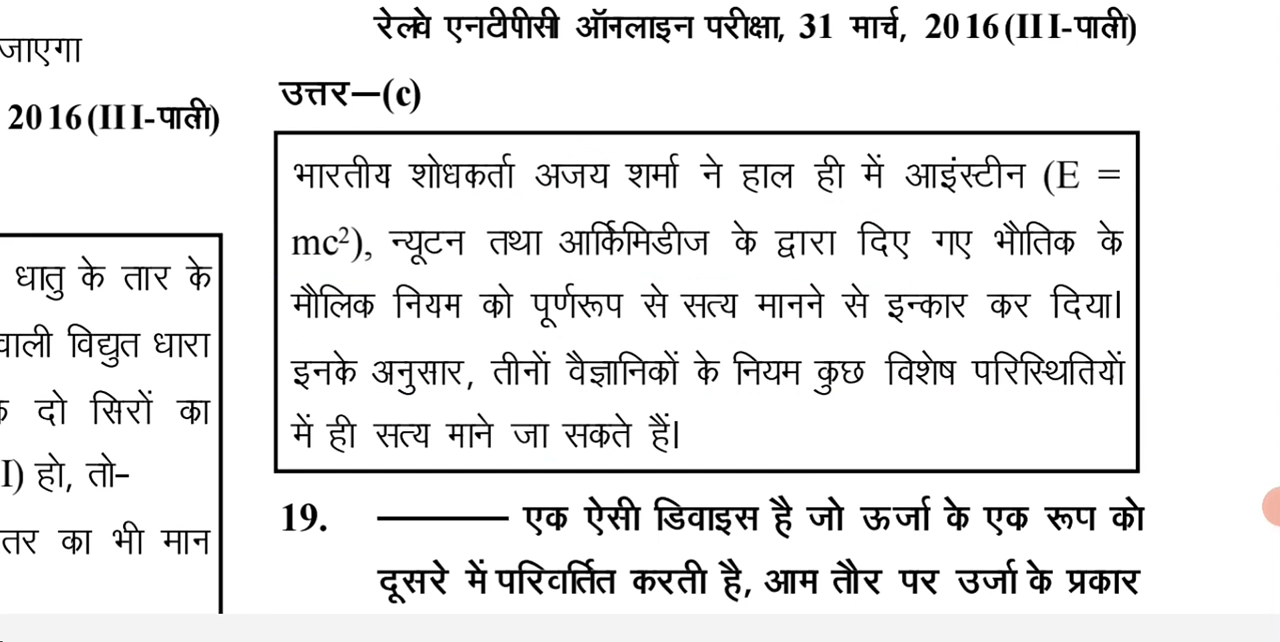 जाएगा
2016(III-पाली)
धातु के तार के
वाली विद्युत धारा
दो सिरों का
I) हो, तो-
का भी मान
रेलवे एनटीपीसी ऑनलाइन परीक्षा, 31 मार्च, 2016(III-पाली)
उत्तर—(c)
भारतीय शोधकर्ता अजय शर्मा ने हाल ही में आइंस्टीन (E =
mc²), न्यूटन तथा आर्किमिडीज के द्वारा दिए गए भौतिक के
मौलिक नियम को पूर्णरूप से सत्य मानने से इन्कार कर दिया।
इनके अनुसार, तीनों वैज्ञानिकों के नियम कुछ विशेष परिस्थितियों
में ही सत्य माने जा सकते हैं।
19. ——— एक ऐसी डिवाइस है जो ऊर्जा के एक रूप को
दूसरे में परिवर्तित करती है, आम तौर पर उर्जा के प्रकार